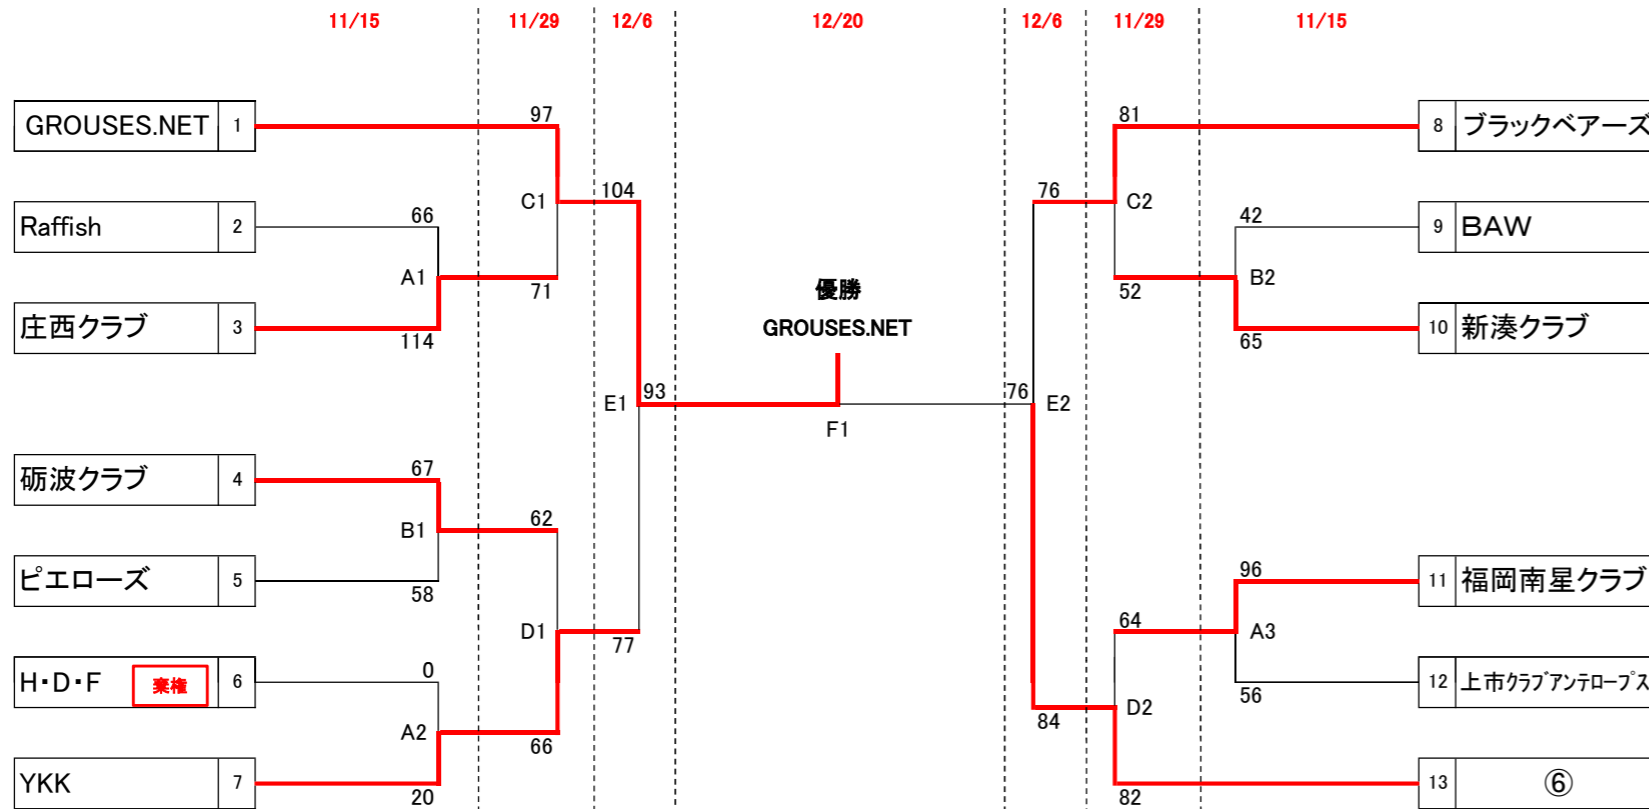 11/15 11/29 12/6 12/20 12/6 11/29 11/15
GROUSES.NET 1 97 81 8 ブラックベアーズ
104 C1 76 C2
Raffish 2 66 42 9 BAW
A1 71 52 B2
優勝
庄西クラブ 3 114 GROUSES.NET 65 10 新湊クラブ
E1 93 76 E2
F1
砺波クラブ 4 67
B1 62
ピエローズ 5 58 96 11 福岡南星クラブ
D1 77 64 A3
H・D・F 棄権 6 0 56 12 上市クラブアンテロープス
A2 66 84 D2
YKK 7 20 82 13 ⑥